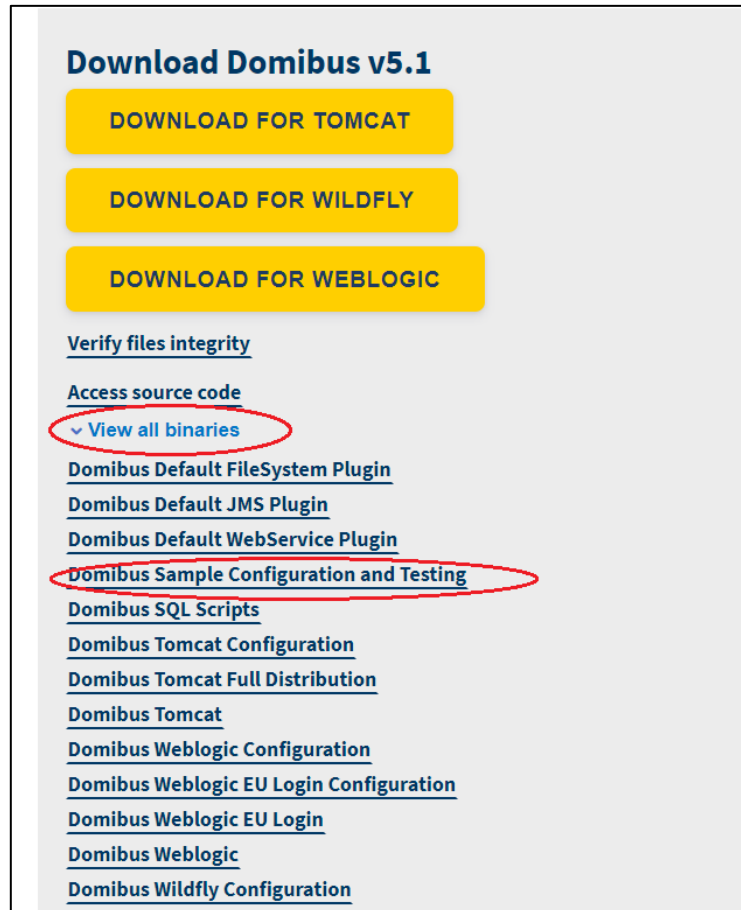 Download Domibus v5.1
DOWNLOAD FOR TOMCAT
DOWNLOAD FOR WILDFLY
DOWNLOAD FOR WEBLOGIC
Verify files integrity
Access source code
View all binaries
Domibus Default FileSystem Plugin
Domibus Default JMS Plugin
Domibus Default WebService Plugin
Domibus Sample Configuration and Testing
Domibus SQL Scripts
Domibus Tomcat Configuration
Domibus Tomcat Full Distribution
Domibus Tomcat
Domibus Weblogic Configuration
Domibus Weblogic EU Login Configuration
Domibus Weblogic EU Login
Domibus Weblogic
Domibus Wildfly Configuration